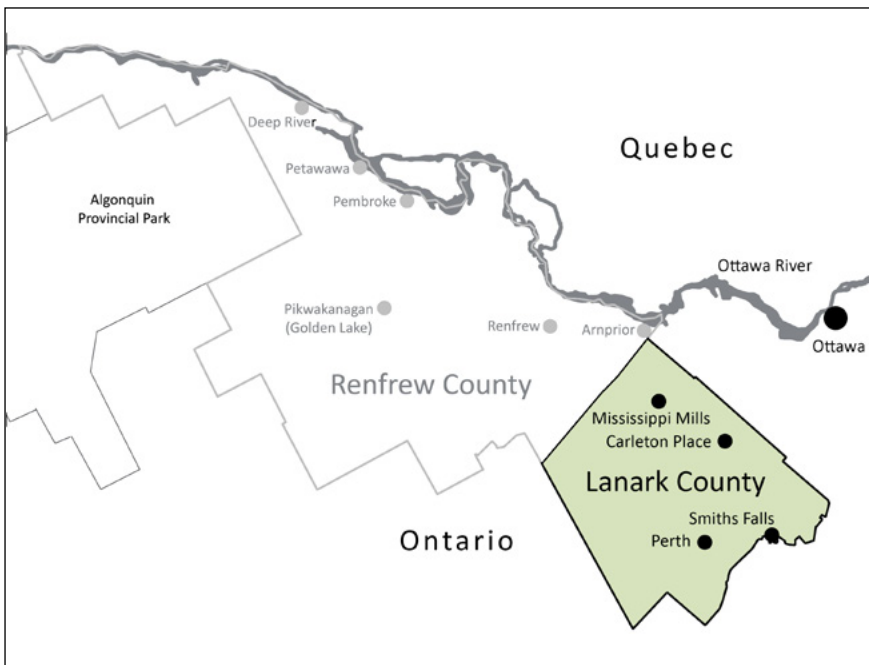 Deep River
Quebec
Petawawa
Algonquin
Provincial Park
Pembroke
Ottawa River
Pikwakanagan
(Golden Lake)
Renfrew
Arnprior
Ottawa
Renfrew County
Mississippi Mills
Carleton Place
Lanark County
Smiths Falls
Ontario
Perth